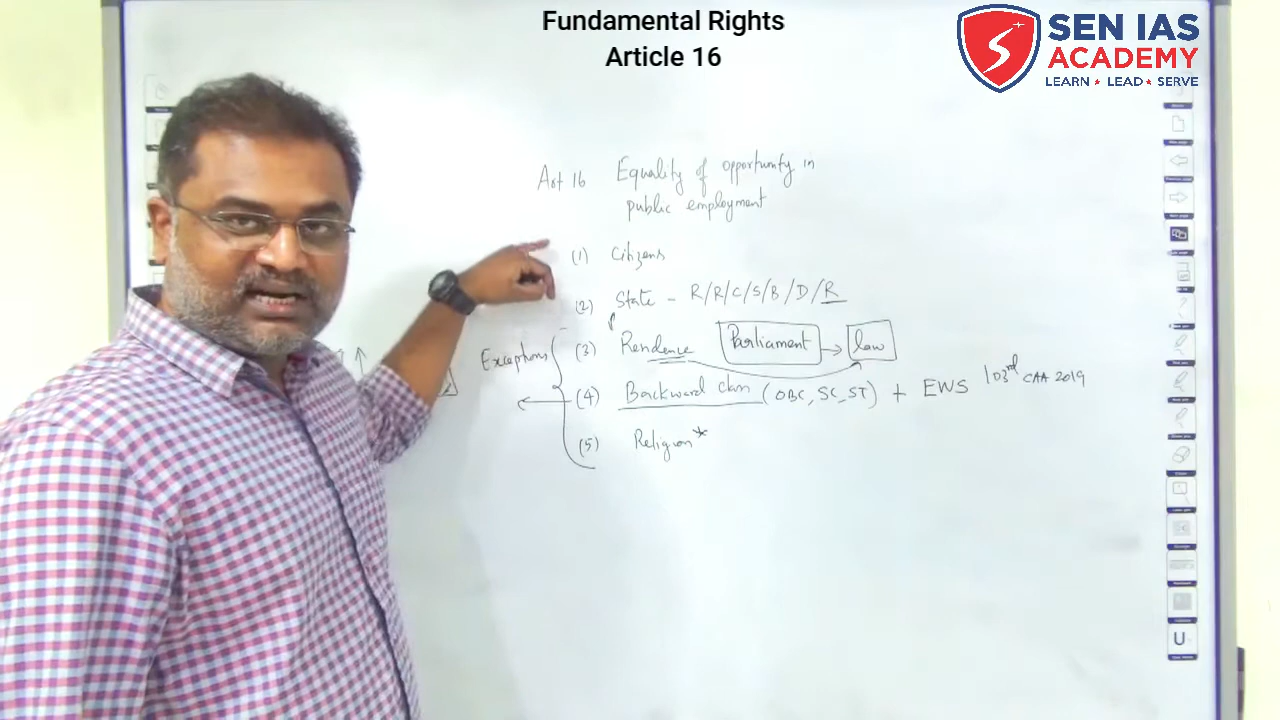 Fundamental Rights
Article 16
SEN IAS
ACADEMY
LEARN ★ LEAD ★ SERVE
Art 16 Equality of opportunity in
public employment
(1) Citizens
(2) State - R/R/C/S/B/D/R
Exceptions
(3) Residence Parliament → law
(4) Backward class (OBC, SC, ST) + EWS 103rd CAA 2019
(5) Religion*
U